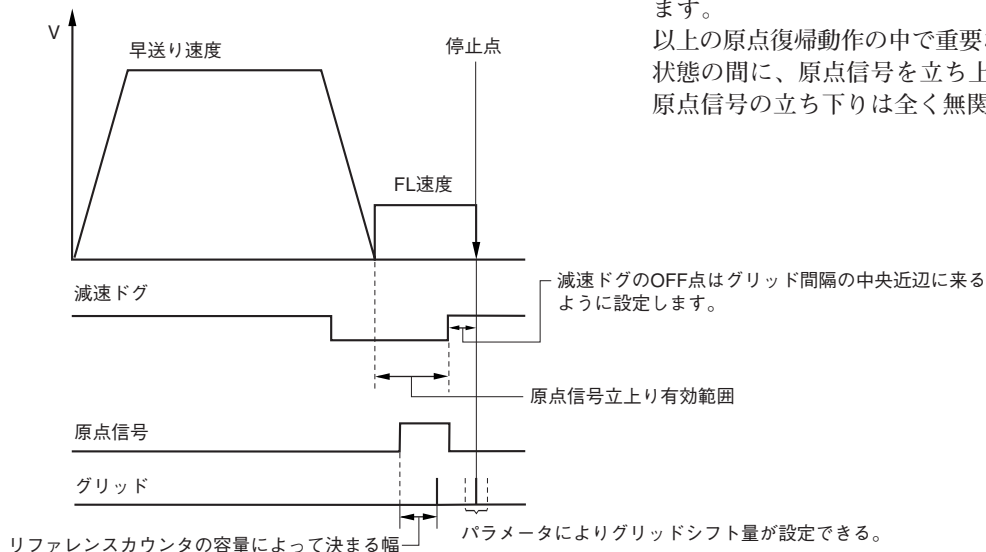 ます。
以上の原点復帰動作の中で重要
状態の間に、原点信号を立ち上
原点信号の立ち下りは全く無関
V
早送り速度
停止点
FL速度
減速ドグ
減速ドグのOFF点はグリッド間隔の中央近辺に来る
ように設定します。
原点信号立上り有効範囲
原点信号
グリッド
パラメータによりグリッドシフト量が設定できる。
リファレンスカウンタの容量によって決まる幅